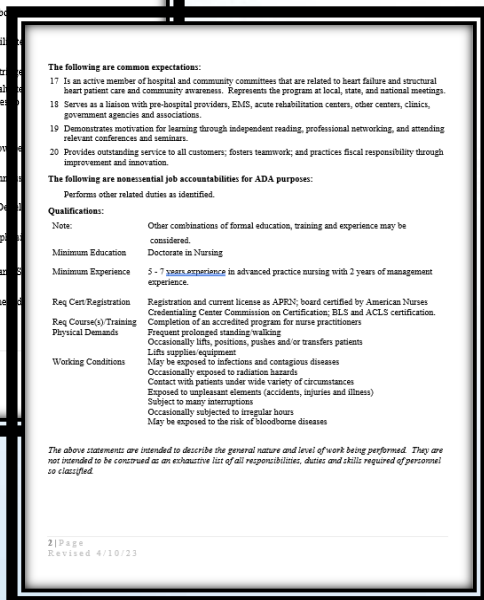 The following are common expectations:
17 Is an active member of hospital and community committees that are related to heart failure and structural
heart patient care and community awareness. Represents the program at local, state, and national meetings.
18 Serves as a liaison with pre-hospital providers, EMS, acute rehabilitation centers, other centers, clinics,
government agencies and associations.
19 Demonstrates motivation for learning through independent reading, professional networking, and attending
relevant conferences and seminars.
20 Provides outstanding service to all customers; fosters teamwork; and practices fiscal responsibility through
improvement and innovation.
The following are nonessential job accountabilities for ADA purposes:
Performs other related duties as identified.
Qualifications:
Note: Other combinations of formal education, training and experience may be
considered.
Minimum Education Doctorate in Nursing
Minimum Experience 5 - 7 years experience in advanced practice nursing with 2 years of management
experience.
Req Cert/Registration Registration and current license as APRN; board certified by American Nurses
Credentialing Center Commission on Certification; BLS and ACLS certification.
Req Course(s)/Training Completion of an accredited program for nurse practitioners
Physical Demands Frequent prolonged standing/walking
Occasionally lifts, positions, pushes and/or transfers patients
Lifts supplies/equipment
Working Conditions May be exposed to infections and contagious diseases
Occasionally exposed to radiation hazards
Contact with patients under wide variety of circumstances
Exposed to unpleasant elements (accidents, injuries and illness)
Subject to many interruptions
Occasionally subjected to irregular hours
May be exposed to the risk of bloodborne diseases
The above statements are intended to describe the general nature and level of work being performed. They are
not intended to be construed as an exhaustive list of all responsibilities, duties and skills required of personnel
so classified.
2 | Page
Revised 4/10/23